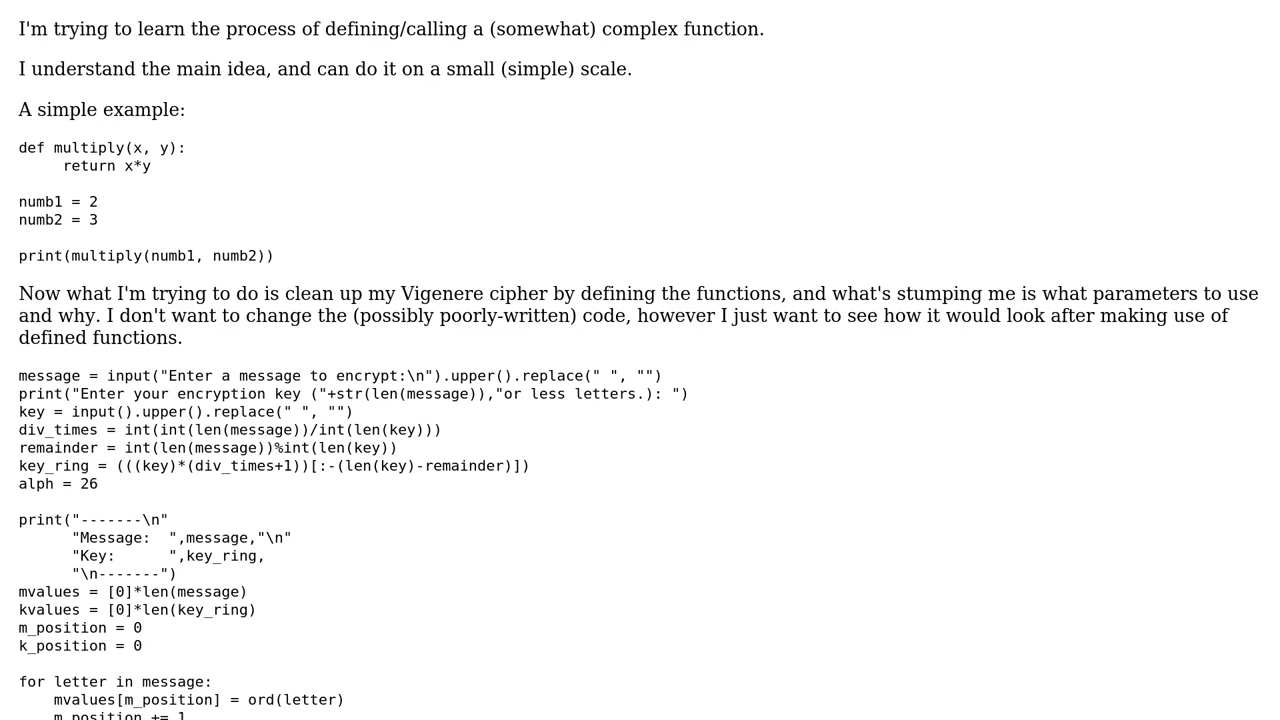 I'm trying to learn the process of defining/calling a (somewhat) complex function.
I understand the main idea, and can do it on a small (simple) scale.
A simple example:
def multiply(x, y):
     return x*y
numb1 = 2
numb2 = 3
print(multiply(numb1, numb2))
Now what I'm trying to do is clean up my Vigenere cipher by defining the functions, and what's stumping me is what parameters to use
and why. I don't want to change the (possibly poorly-written) code, however I just want to see how it would look after making use of
defined functions.
message = input("Enter a message to encrypt:\n").upper().replace(" ", "")
print("Enter your encryption key ("+str(len(message)),"or less letters.): ")
key = input().upper().replace(" ", "")
div_times = int(int(len(message))/int(len(key)))
remainder = int(len(message))%int(len(key))
key_ring = (((key)*(div_times+1))[:-(len(key)-remainder)])
alph = 26
print("-------\n"
      "Message:  ",message,"\n"
      "Key:      ",key_ring,
      "\n-------")
mvalues = [0]*len(message)
kvalues = [0]*len(key_ring)
m_position = 0
k_position = 0
for letter in message:
    mvalues[m_position] = ord(letter)
    m_position += 1